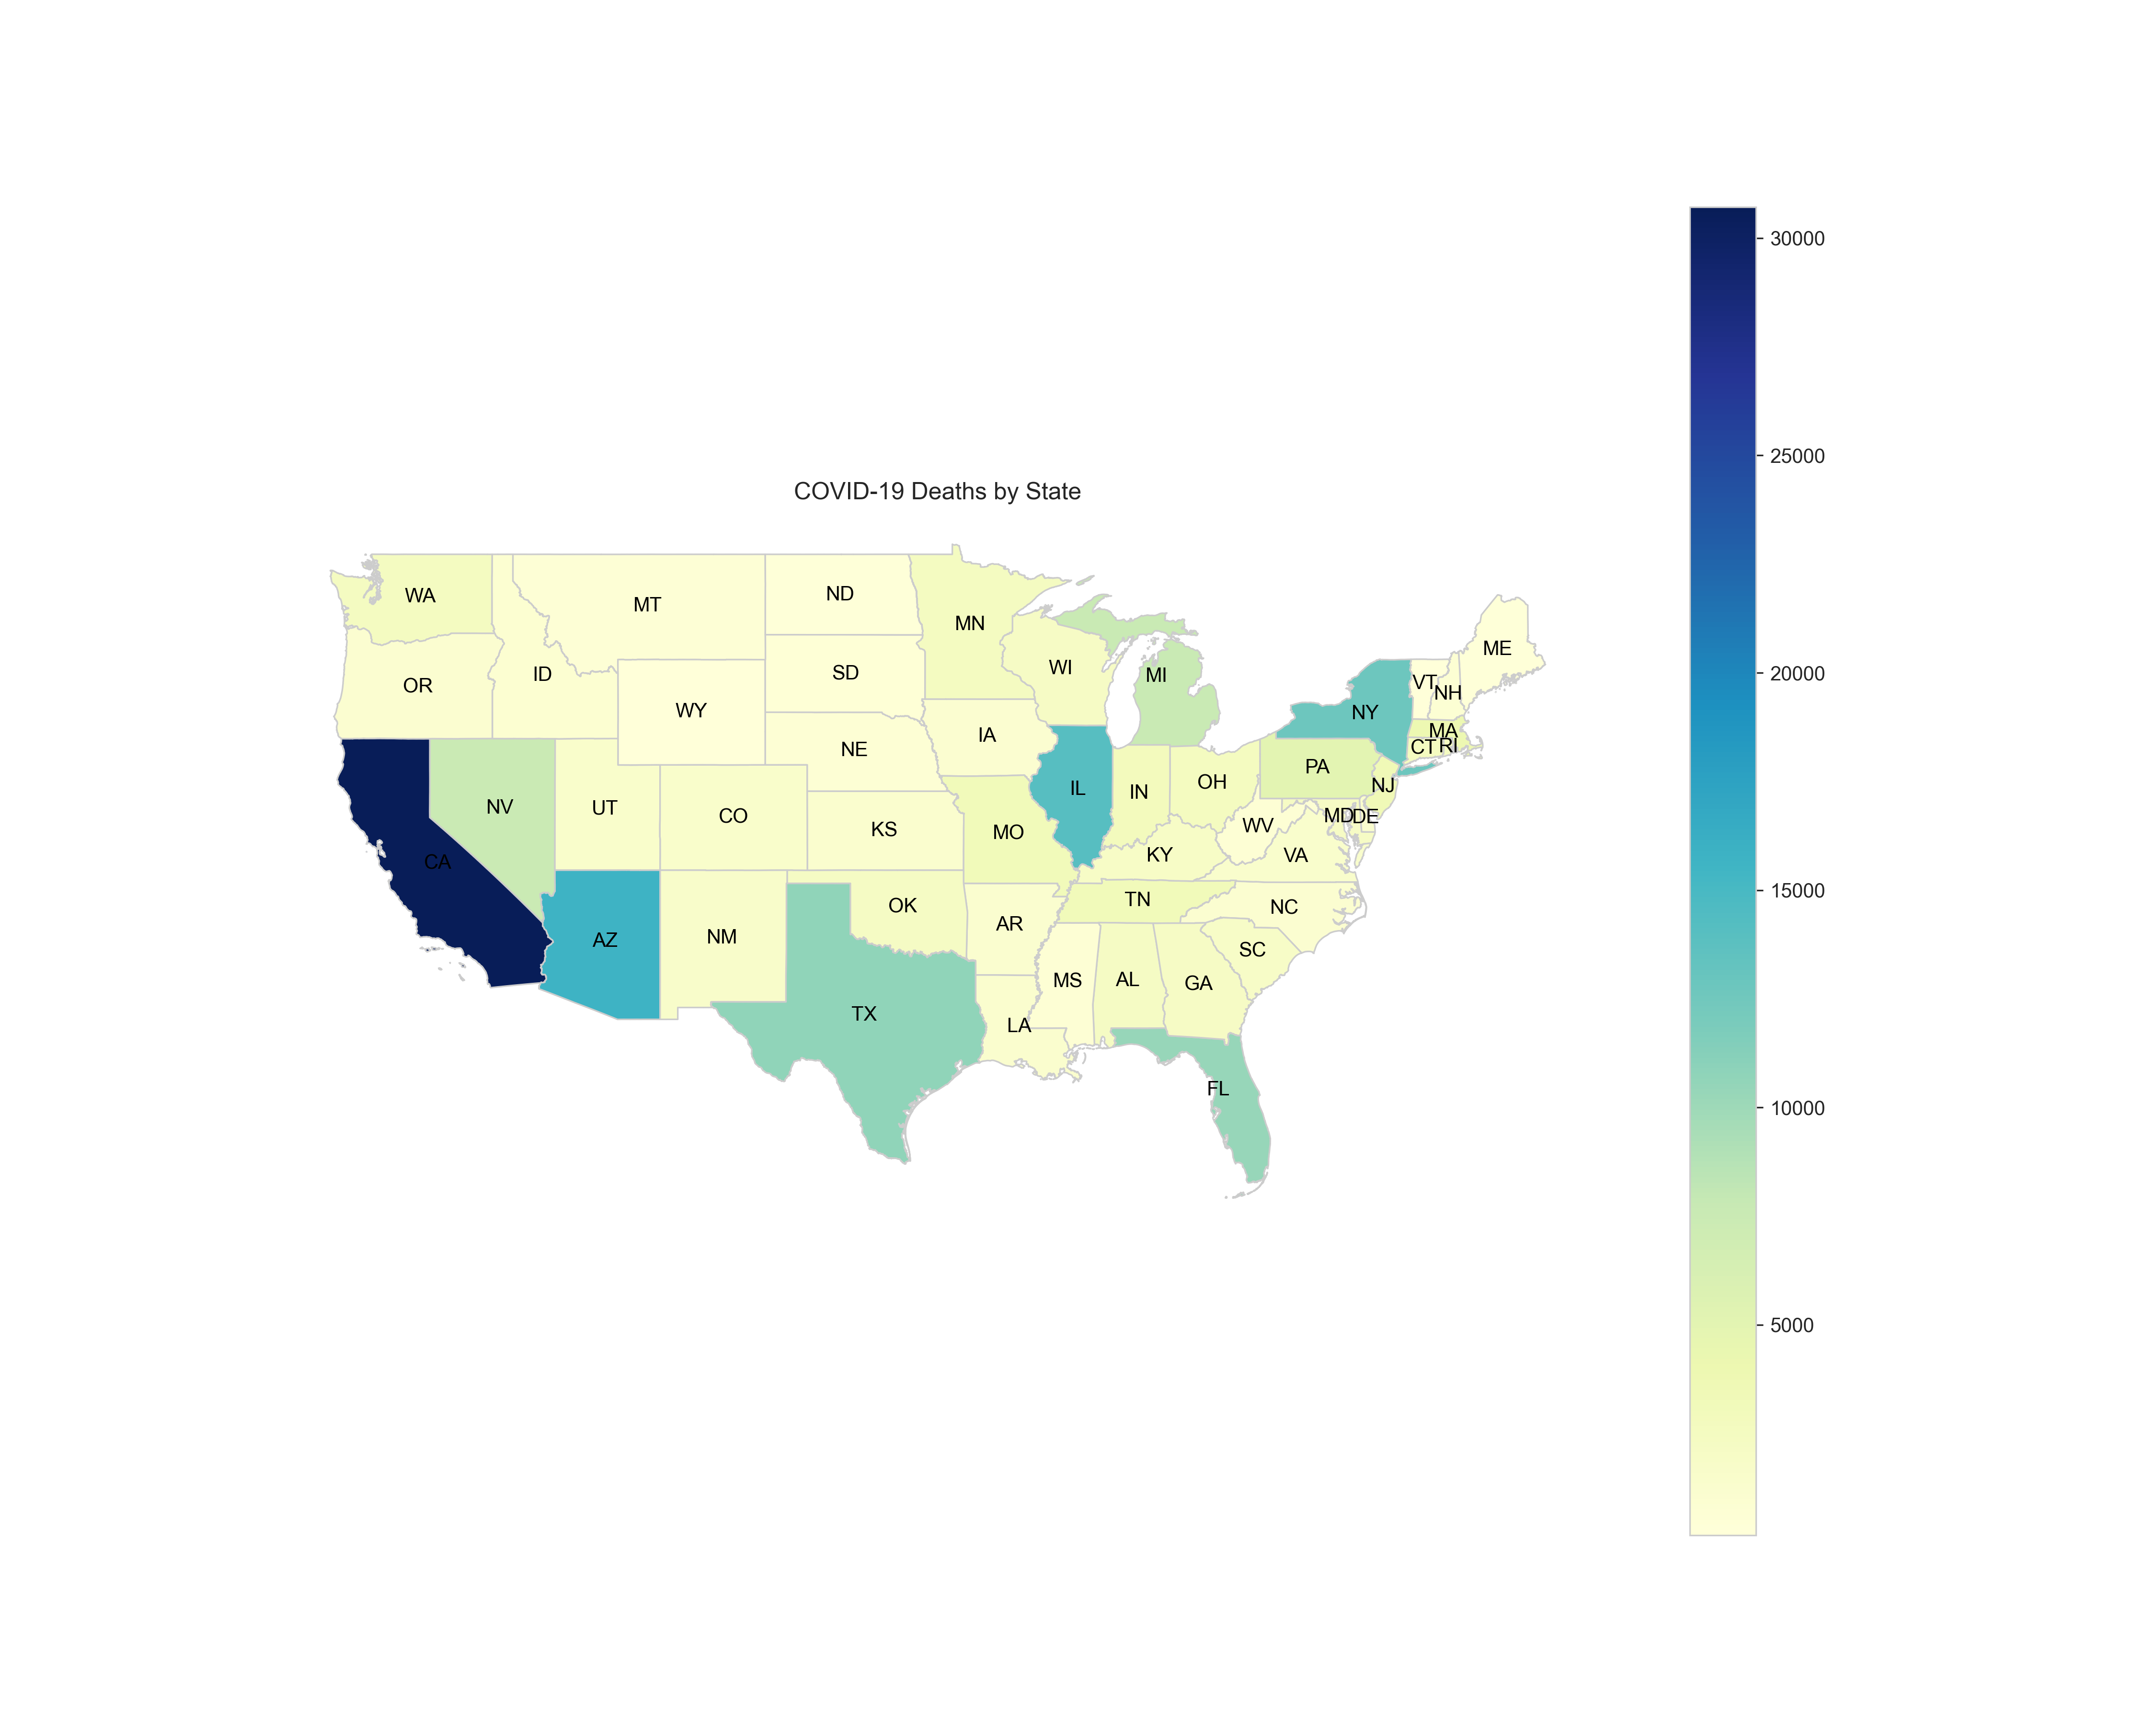 COVID-19 Deaths by State
30000
25000
20000
15000
10000
5000
WA
MT
ND
MN
ME
OR
ID
SD
WI
MI
VT
NH
WY
NY
IA
MA
NE
CT
RI
NV
UT
CO
KS
MO
IL
IN
OH
PA
NJ
MD
DE
WV
CA
KY
VA
AZ
NM
OK
AR
TN
NC
SC
TX
LA
MS
AL
GA
FL